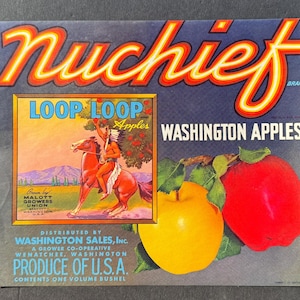 Nuchief
BRAND
LOOP LOOP
Apples
WASHINGTON APPLES
Grown by
MALOTT
GROWERS
UNION
DISTRIBUTED BY
WASHINGTON SALES, Inc.
A GROWER CO-OPERATIVE
WENATCHEE, WASHINGTON
PRODUCE OF U.S.A.
CONTENTS ONE VOLUME BUSHEL